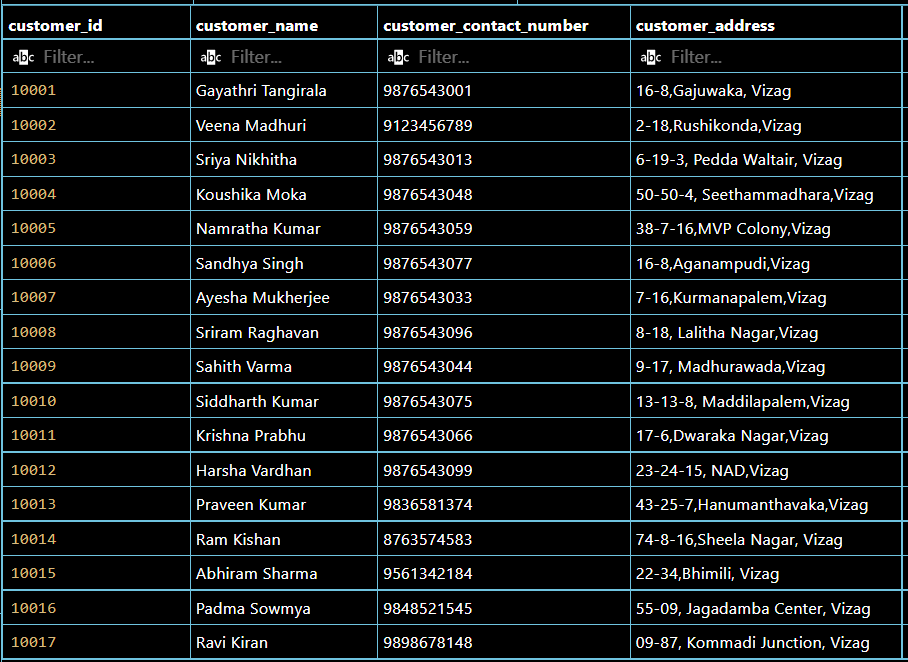 customer_id customer_name customer_contact_number customer_address
abc Filter... abc Filter... abc Filter... abc Filter...
10001 Gayathri Tangirala 9876543001 16-8,Gajuwaka, Vizag
10002 Veena Madhuri 9123456789 2-18,Rushikonda,Vizag
10003 Sriya Nikhitha 9876543013 6-19-3, Pedda Waltair, Vizag
10004 Koushika Moka 9876543048 50-50-4, Seethammadhara,Vizag
10005 Namratha Kumar 9876543059 38-7-16,MVP Colony,Vizag
10006 Sandhya Singh 9876543077 16-8,Aganampudi,Vizag
10007 Ayesha Mukherjee 9876543033 7-16,Kurmanapalem,Vizag
10008 Sriram Raghavan 9876543096 8-18, Lalitha Nagar,Vizag
10009 Sahith Varma 9876543044 9-17, Madhurawada,Vizag
10010 Siddharth Kumar 9876543075 13-13-8, Maddilapalem,Vizag
10011 Krishna Prabhu 9876543066 17-6,Dwaraka Nagar,Vizag
10012 Harsha Vardhan 9876543099 23-24-15, NAD,Vizag
10013 Praveen Kumar 9836581374 43-25-7,Hanumanthavaka,Vizag
10014 Ram Kishan 8763574583 74-8-16,Sheela Nagar, Vizag
10015 Abhiram Sharma 9561342184 22-34,Bhimili, Vizag
10016 Padma Sowmya 9848521545 55-09, Jagadamba Center, Vizag
10017 Ravi Kiran 9898678148 09-87, Kommadi Junction, Vizag